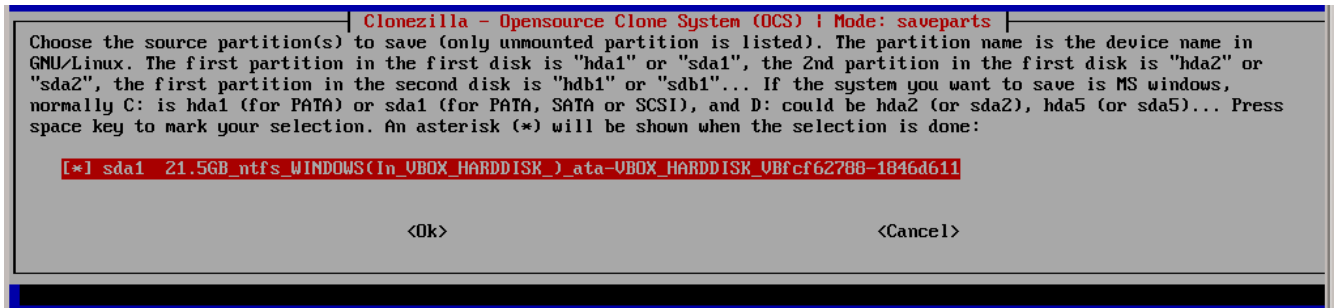 Clonezilla - Opensource Clone System (OCS) | Mode: saveparts
Choose the source partition(s) to save (only unmounted partition is listed). The partition name is the device name in
GNU/Linux. The first partition in the first disk is "hda1" or "sda1", the 2nd partition in the first disk is "hda2" or
"sda2", the first partition in the second disk is "hdb1" or "sdb1"... If the system you want to save is MS windows,
normally C: is hda1 (for PATA) or sda1 (for PATA, SATA or SCSI), and D: could be hda2 (or sda2), hda5 (or sda5)... Press
space key to mark your selection. An asterisk (*) will be shown when the selection is done:
[*] sda1 21.5GB_ntfs_WINDOWS(In_VBOX_HARDDISK_)_ata-VBOX_HARDDISK_VBfcf62788-1846d611
<Ok> <Cancel>